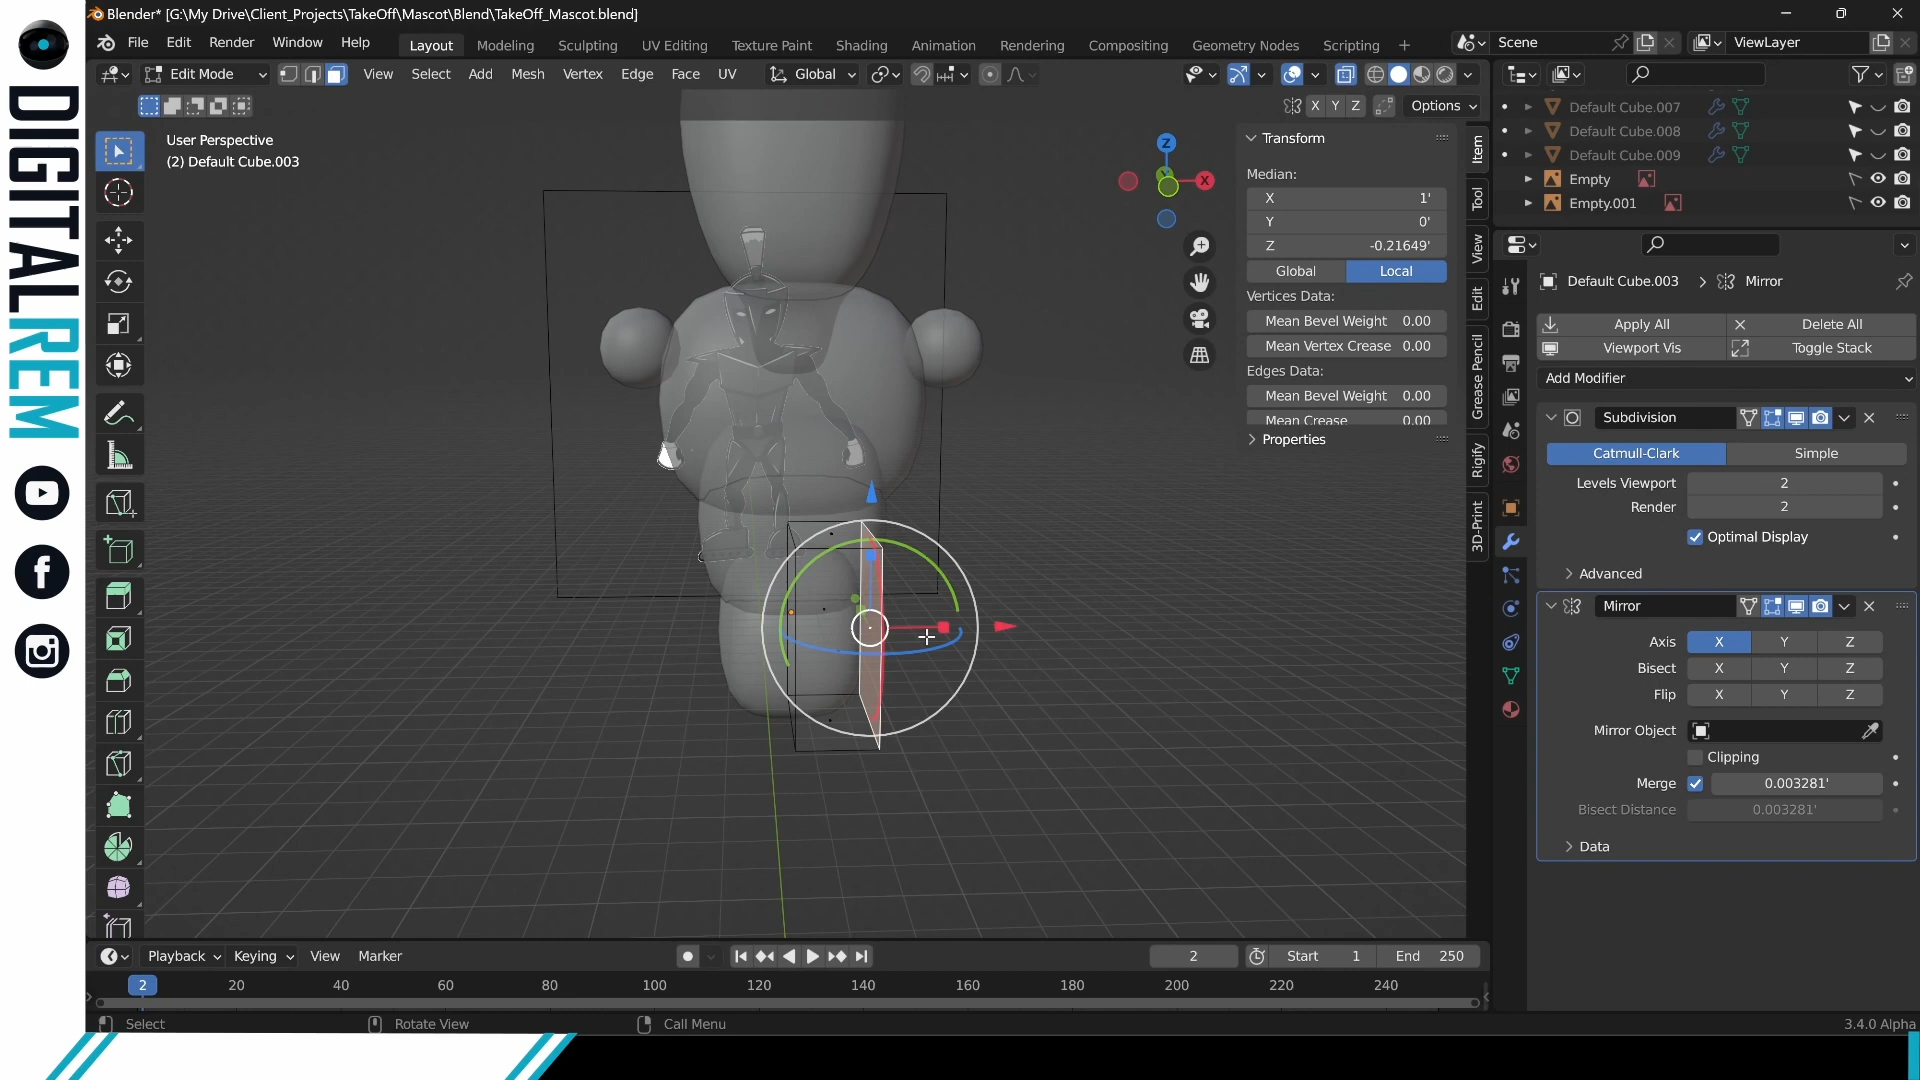 DIGITALREM
Blender* [G:\My Drive\Client_Projects\TakeOff\Mascot\Blend\TakeOff_Mascot.blend]
File Edit Render Window Help Layout Modeling Sculpting UV Editing Texture Paint Shading Animation Rendering Compositing Geometry Nodes Scripting + Scene ViewLayer
Edit Mode View Select Add Mesh Vertex Edge Face UV Global
X Y Z Options
User Perspective
(2) Default Cube.003
Z
X
Transform
Median:
X 1'
Y 0'
Z -0.21649'
Global Local
Vertices Data:
Mean Bevel Weight 0.00
Mean Vertex Crease 0.00
Edges Data:
Mean Bevel Weight 0.00
Mean Crease 0.00
Properties
Item
Tool
View
Edit
Grease Pencil
Rigify
3D-Print
Default Cube.007
Default Cube.008
Default Cube.009
Empty
Empty.001
Default Cube.003 > Mirror
Apply All Delete All
Viewport Vis Toggle Stack
Add Modifier
Subdivision
Catmull-Clark Simple
Levels Viewport 2
Render 2
Optimal Display
Advanced
Mirror
Axis X Y Z
Bisect X Y Z
Flip X Y Z
Mirror Object
Clipping
Merge 0.003281'
Bisect Distance 0.003281'
Data
Playback Keying View Marker 2 Start 1 End 250
2 20 40 60 80 100 120 140 160 180 200 220 240
Select Rotate View Call Menu 3.4.0 Alpha